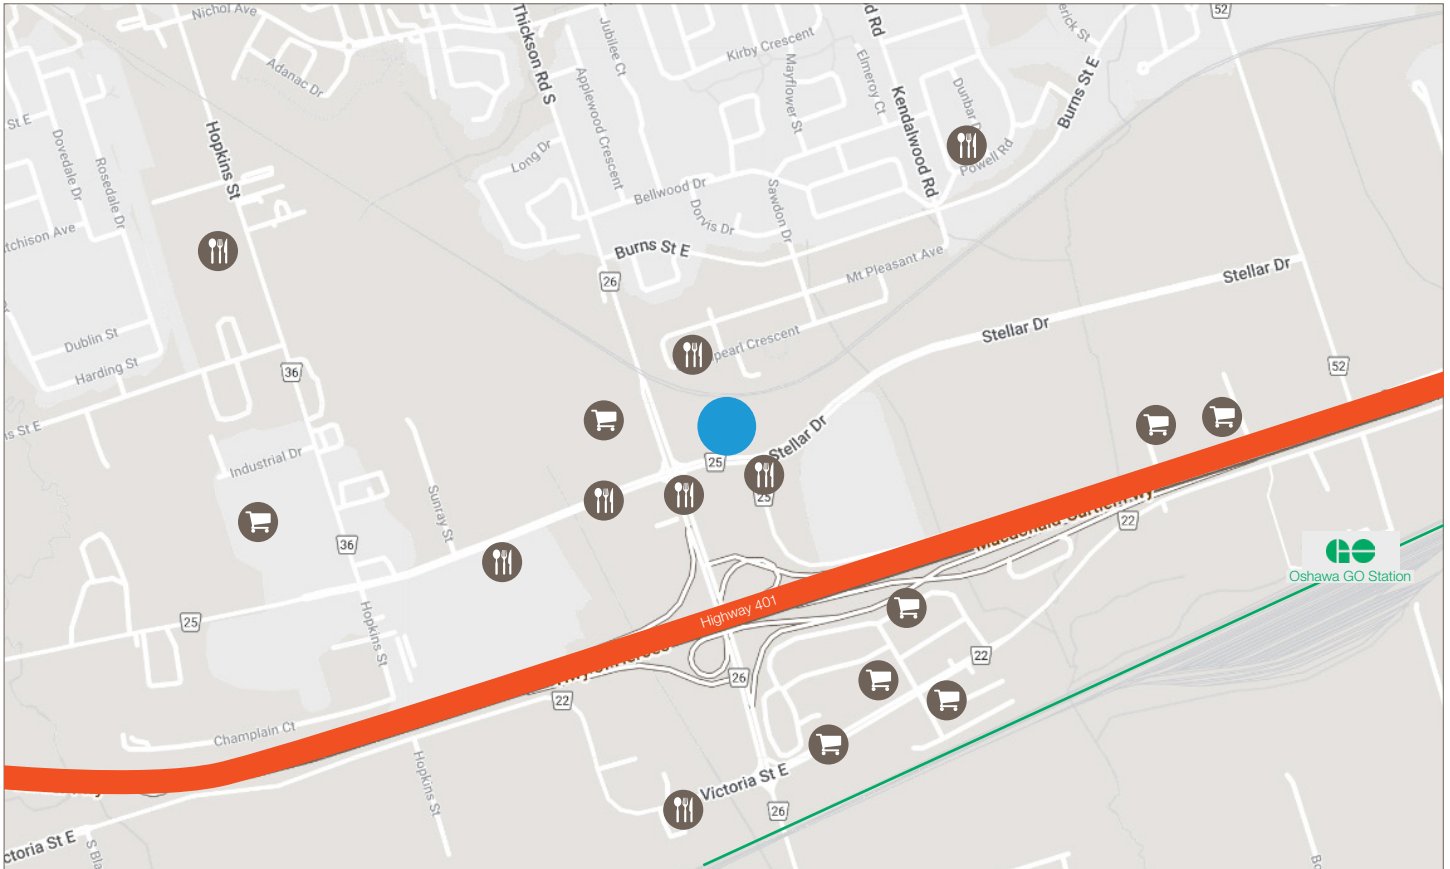 Nichol Ave
Adanac Dr
Thickson Rd S
Jubilee Ct
Kirby Crescent
52
Applewood Crescent
Mayflower St
Elmeroy Ct
Kendalwood Rd
Dunbar
Burns St E
Powell Rd
St E
Dovedale Dr
Rosedale Dr
Hopkins St
Long Dr
Bellwood Dr
Dorvis Dr
Sawdon Dr
Burns St E
26
Mt Pleasant Ave
Stellar Dr
Stellar Dr
pearl Crescent
Dublin St
Harding St
36
52
St E
Industrial Dr
Sunray St
25
Stellar Dr
25
36
22
25
Hopkins St
Highway 401
GO
Oshawa GO Station
22
26
22
Champlain Ct
Hopkins St
Victoria St E
26
St E